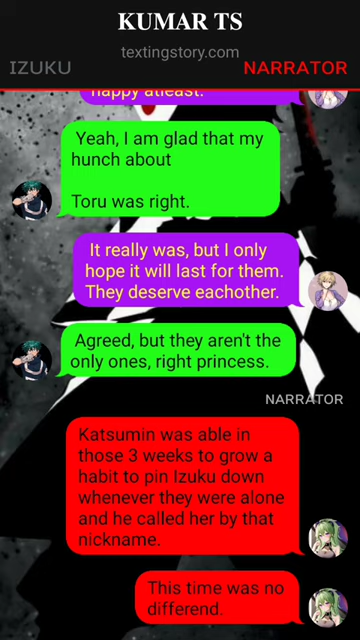 KUMAR TS
textingstory.com
IZUKU
NARRATOR
happy atleast.
Yeah, I am glad that my
hunch about
Toru was right.
It really was, but I only
hope it will last for them.
They deserve eachother.
Agreed, but they aren't the
only ones, right princess.
NARRATOR
Katsumin was able in
those 3 weeks to grow a
habit to pin Izuku down
whenever they were alone
and he called her by that
nickname.
This time was no
differend.